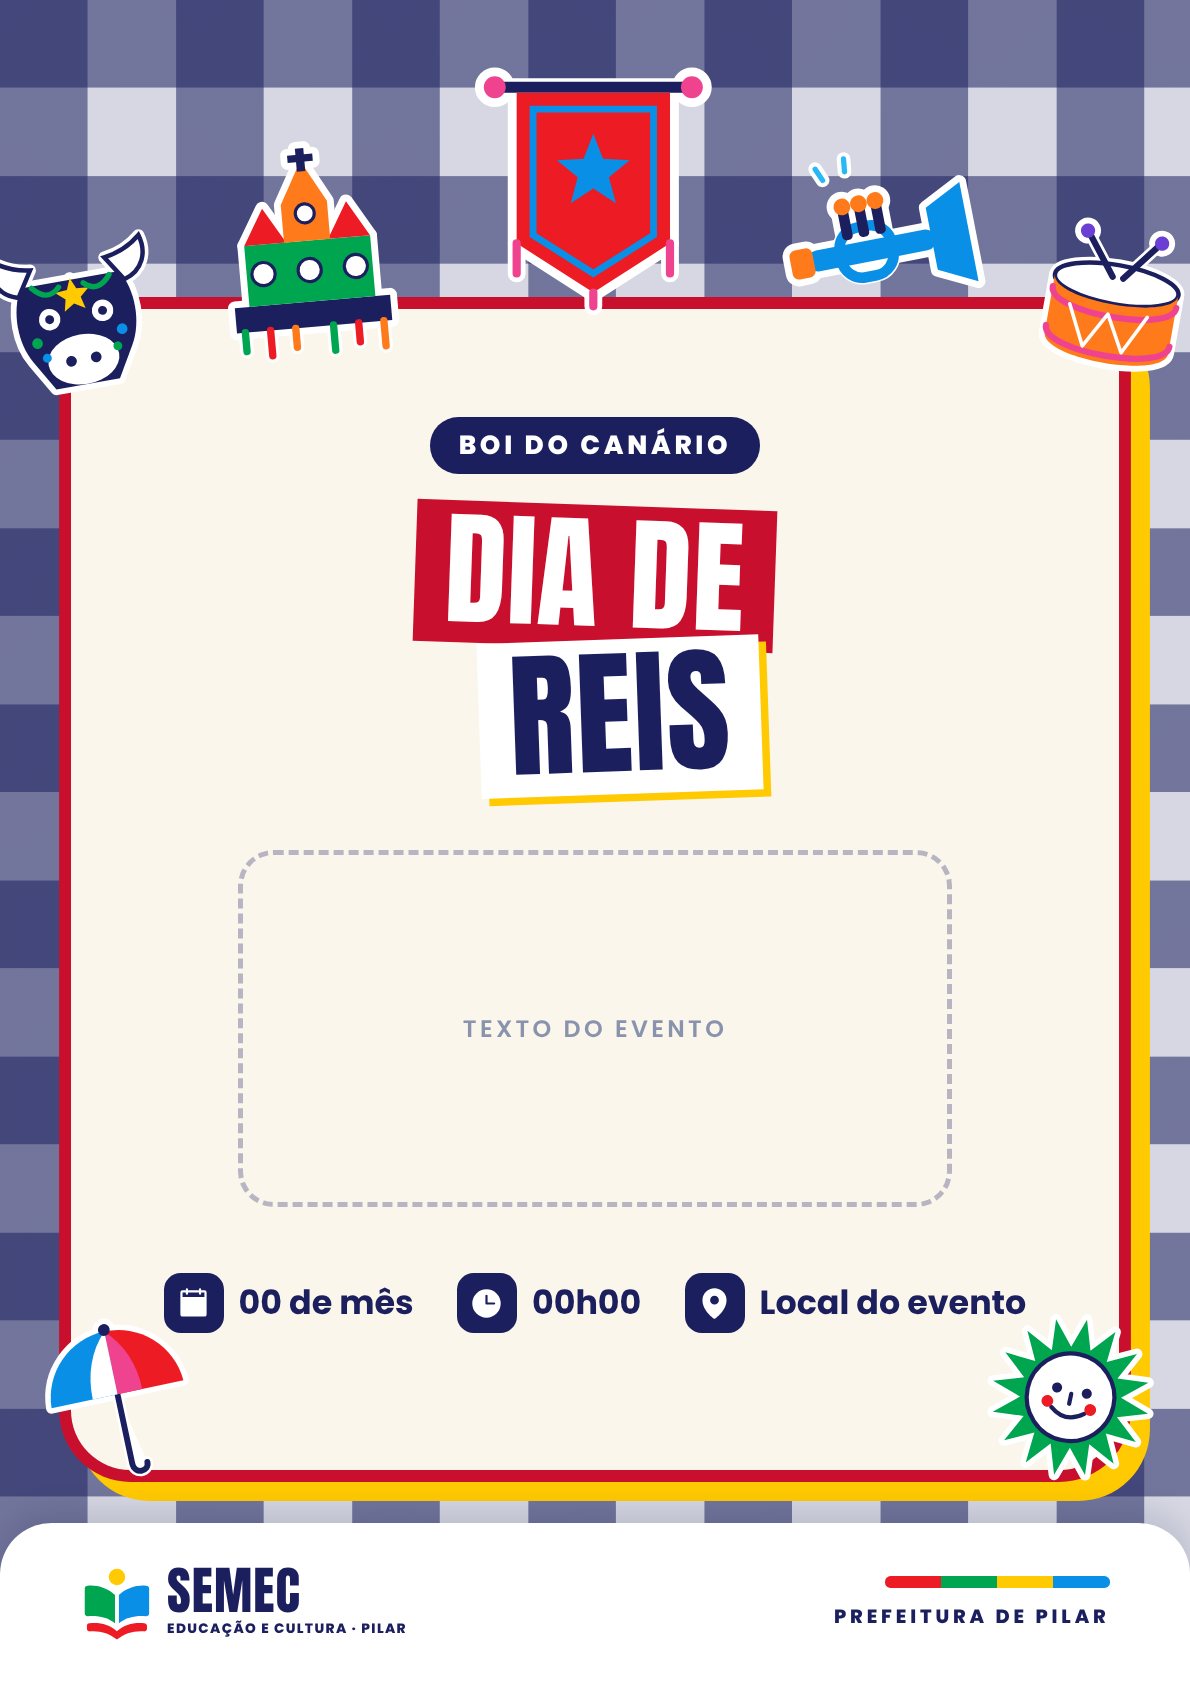 BOI DO CANÁRIO
DIA DE
REIS
TEXTO DO EVENTO
00 de mês
00h00
Local do evento
SEMEC
EDUCAÇÃO E CULTURA · PILAR
PREFEITURA DE PILAR